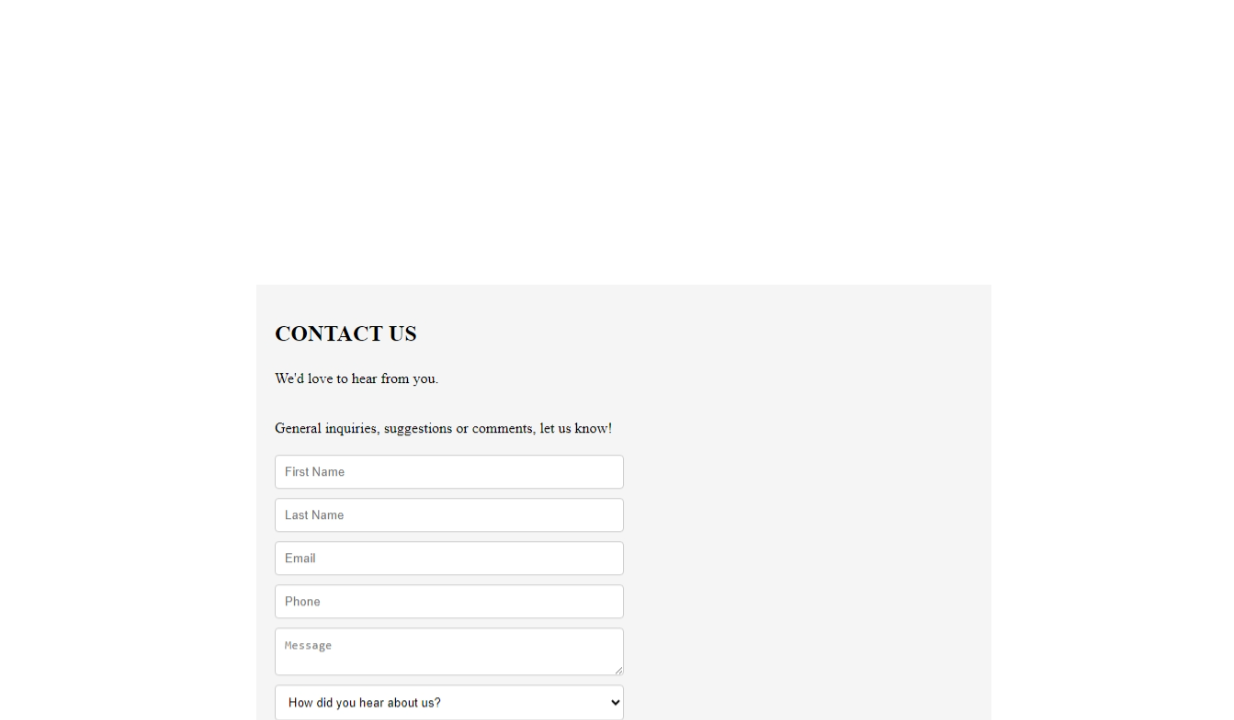 CONTACT US
We'd love to hear from you.
General inquiries, suggestions or comments, let us know!
First Name
Last Name
Email
Phone
Message
How did you hear about us?